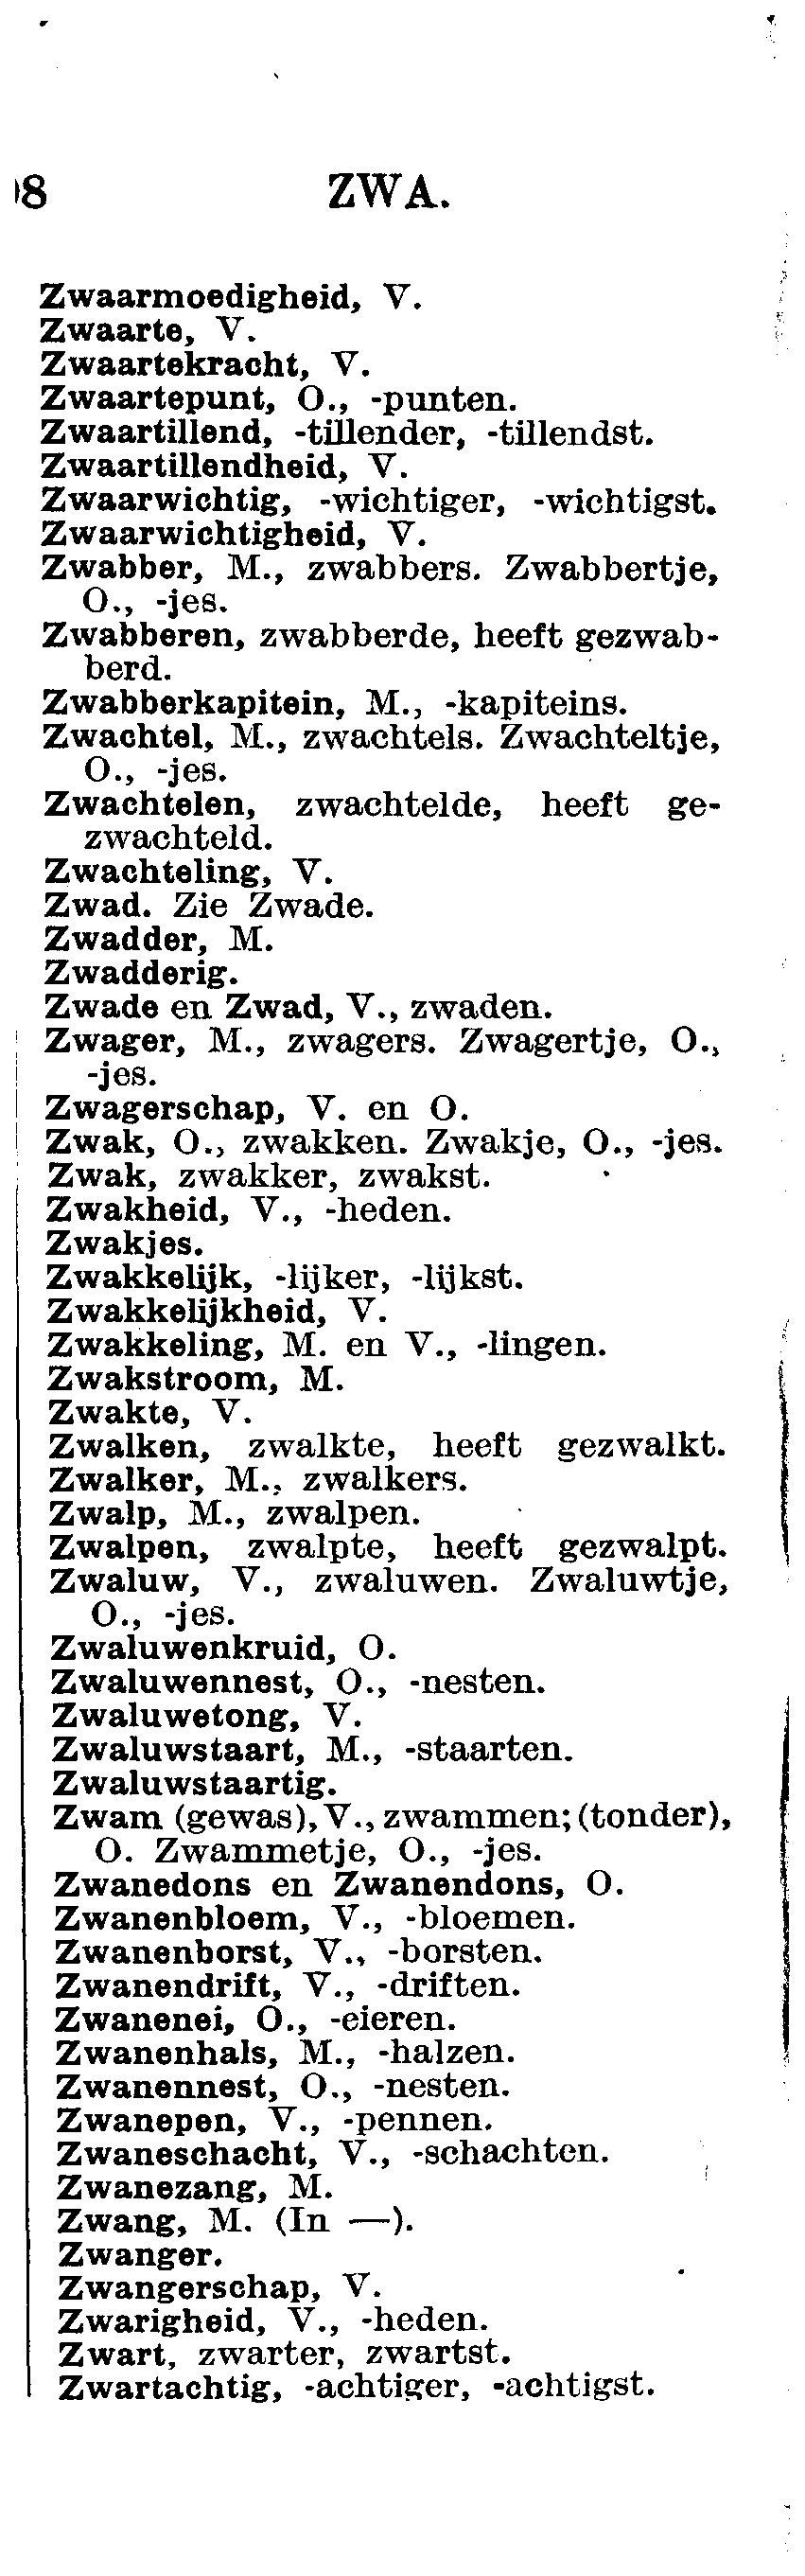 8 ZWA.
Zwaarmoedigheid, V.
Zwaarte, V.
Zwaartekracht, V.
Zwaartepunt, O., -punten.
Zwaartillend, -tillender, -tillendst.
Zwaartillendheid, V.
Zwaarwichtig, -wichtiger, -wichtigst.
Zwaarwichtigheid, V.
Zwabber, M., zwabbers. Zwabbertje,
O., -jes.
Zwabberen, zwabberde, heeft gezwab-
berd.
Zwabberkapitein, M., -kapiteins.
Zwachtel, M., zwachtels. Zwachteltje,
O., -jes.
Zwachtelen, zwachtelde, heeft ge-
zwachteld.
Zwachteling, V.
Zwad. Zie Zwade.
Zwadder, M.
Zwadderig.
Zwade en Zwad, V., zwaden.
Zwager, M., zwagers. Zwagertje, O.,
-jes.
Zwagerschap, V. en O.
Zwak, O., zwakken. Zwakje, O., -jes.
Zwak, zwakker, zwakst.
Zwakheid, V., -heden.
Zwakjes.
Zwakkelijk, -lijker, -lijkst.
Zwakkelijkheid, V.
Zwakkeling, M. en V., -lingen.
Zwakstroom, M.
Zwakte, V.
Zwalken, zwalkte, heeft gezwalkt.
Zwalker, M., zwalkers.
Zwalp, M., zwalpen.
Zwalpen, zwalpte, heeft gezwalpt.
Zwaluw, V., zwaluwen. Zwaluwtje,
O., -jes.
Zwaluwenkruid, O.
Zwaluwennest, O., -nesten.
Zwaluwetong, V.
Zwaluwstaart, M., -staarten.
Zwaluwstaartig.
Zwam (gewas), V., zwammen; (tonder),
O. Zwammetje, O., -jes.
Zwanedons en Zwanendons, O.
Zwanenbloem, V., -bloemen.
Zwanenborst, V., -borsten.
Zwanendrift, V., -driften.
Zwanenei, O., -eieren.
Zwanenhals, M., -halzen.
Zwanennest, O., -nesten.
Zwanepen, V., -pennen.
Zwaneschacht, V., -schachten.
Zwanezang, M.
Zwang, M. (In —).
Zwanger.
Zwangerschap, V.
Zwarigheid, V., -heden.
Zwart, zwarter, zwartst.
Zwartachtig, -achtiger, -achtigst.